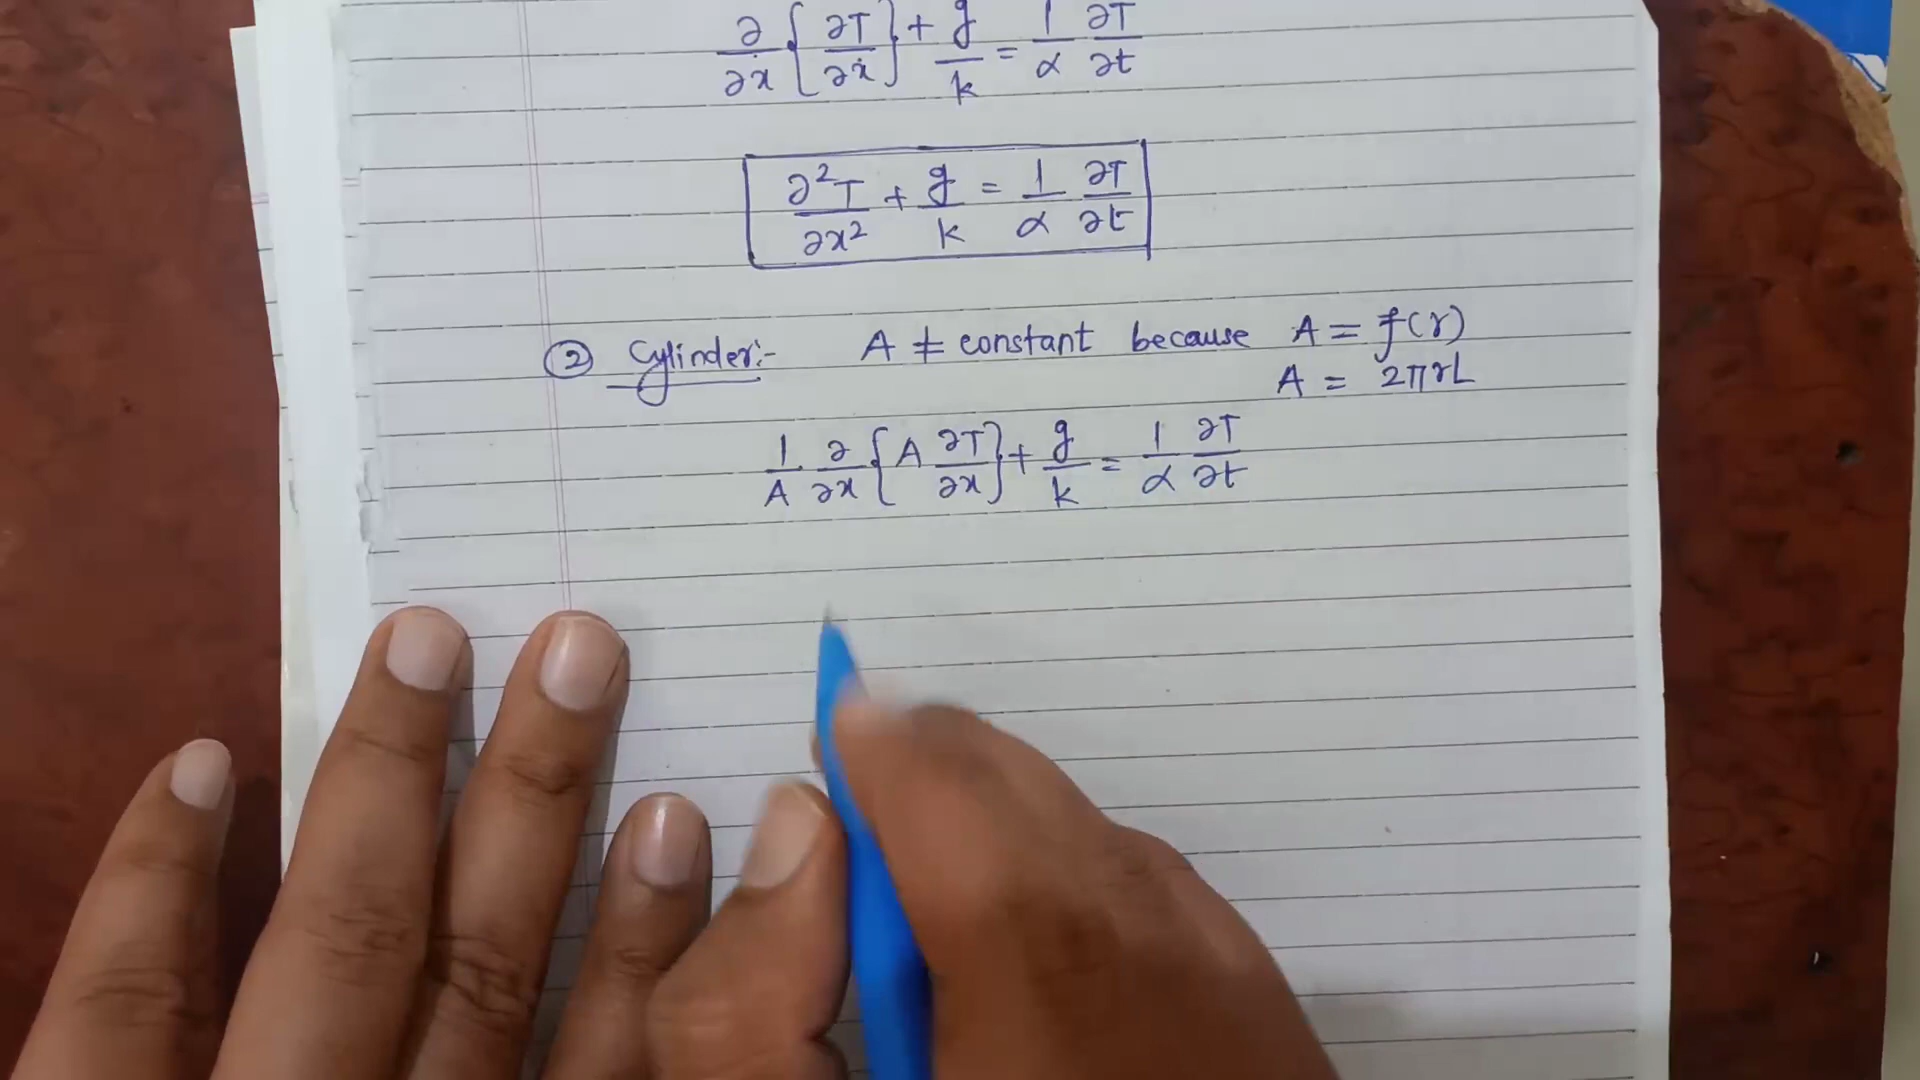 ∂/∂x {∂T/∂x} + g/k = 1/α ∂T/∂t
∂²T/∂x² + g/k = 1/α ∂T/∂t
② Cylinder:- A ≠ constant because A = f(r)
A = 2πrL
1/A ∂/∂x {A ∂T/∂x} + g/k = 1/α ∂T/∂t